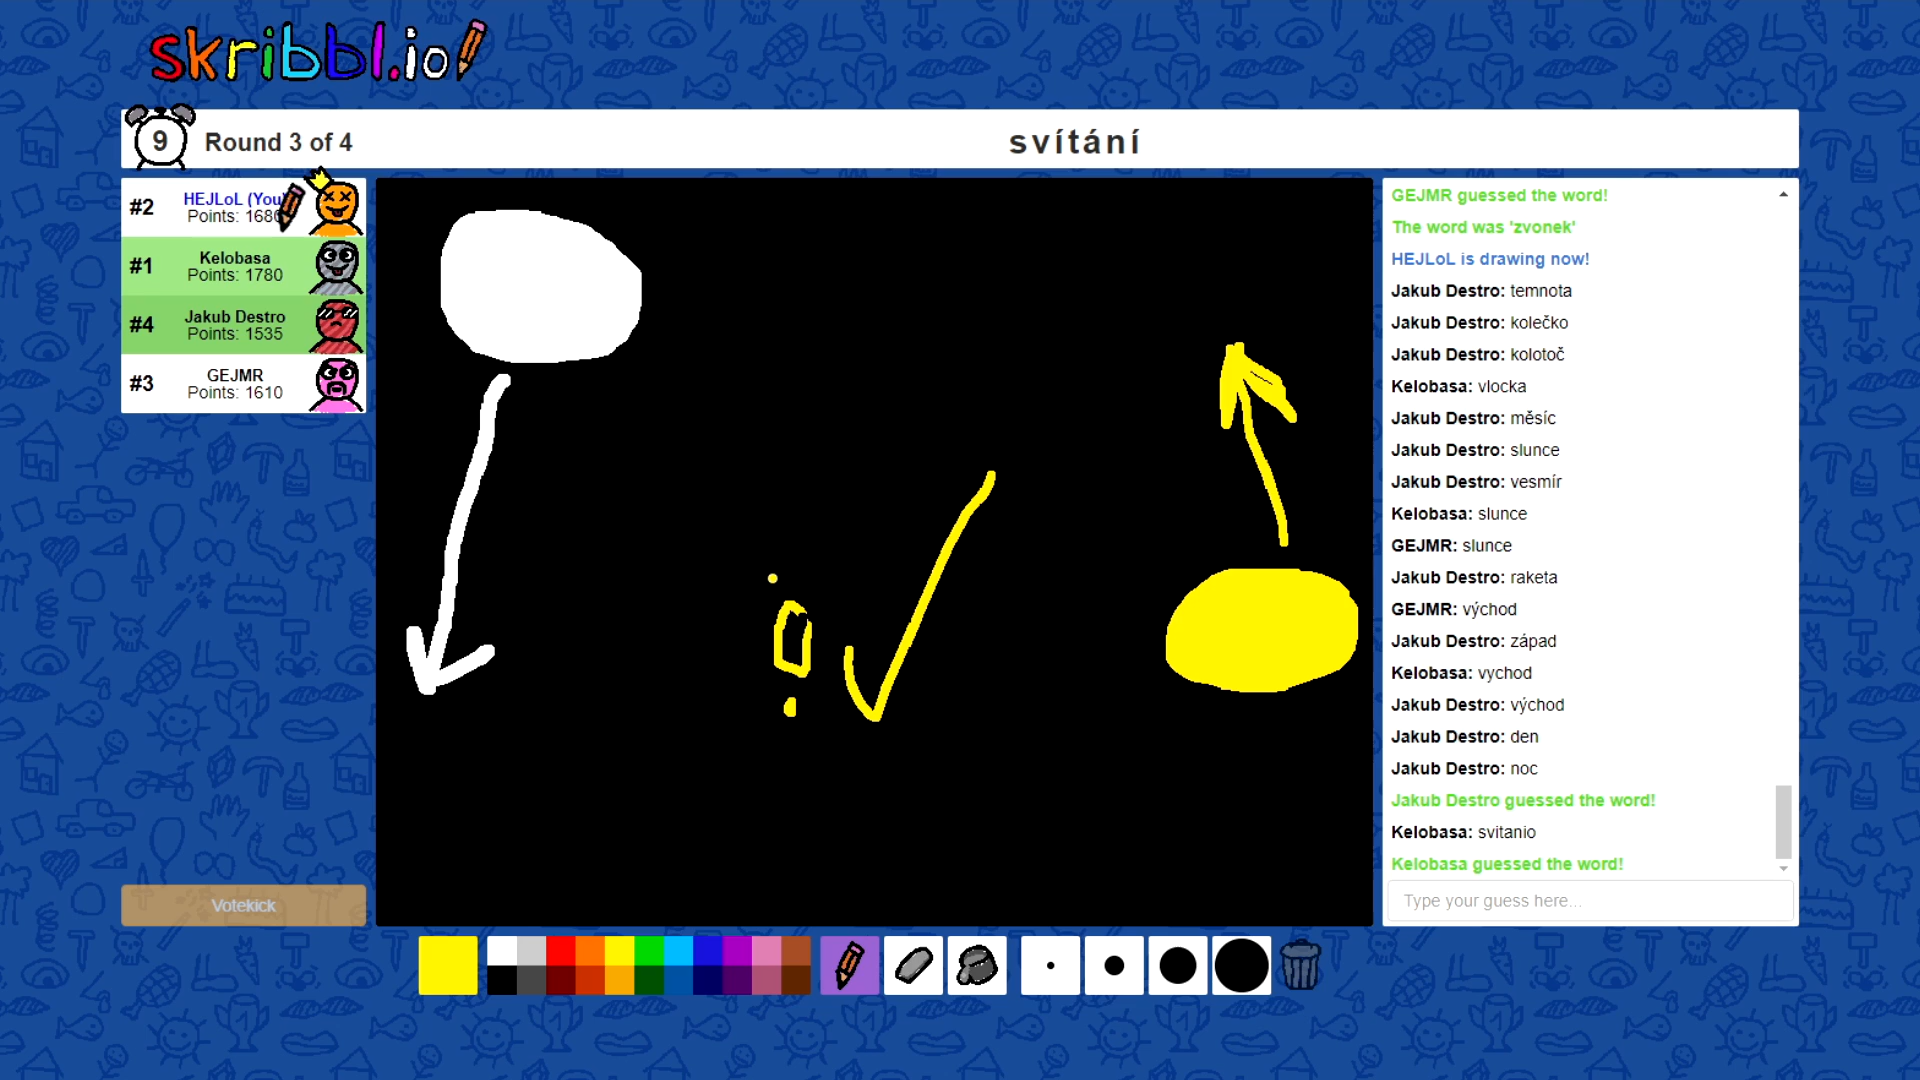 skribbl.io
9
Round 3 of 4
svítání
#2
HEJLoL (You
Points: 1686
#1
Kelobasa
Points: 1780
#4
Jakub Destro
Points: 1535
#3
GEJMR
Points: 1610
Votekick
GEJMR guessed the word!
The word was 'zvonek'
HEJLoL is drawing now!
Jakub Destro: temnota
Jakub Destro: kolečko
Jakub Destro: kolotoč
Kelobasa: vlocka
Jakub Destro: měsíc
Jakub Destro: slunce
Jakub Destro: vesmír
Kelobasa: slunce
GEJMR: slunce
Jakub Destro: raketa
GEJMR: východ
Jakub Destro: západ
Kelobasa: vychod
Jakub Destro: východ
Jakub Destro: den
Jakub Destro: noc
Jakub Destro guessed the word!
Kelobasa: svitanio
Kelobasa guessed the word!
Type your guess here...